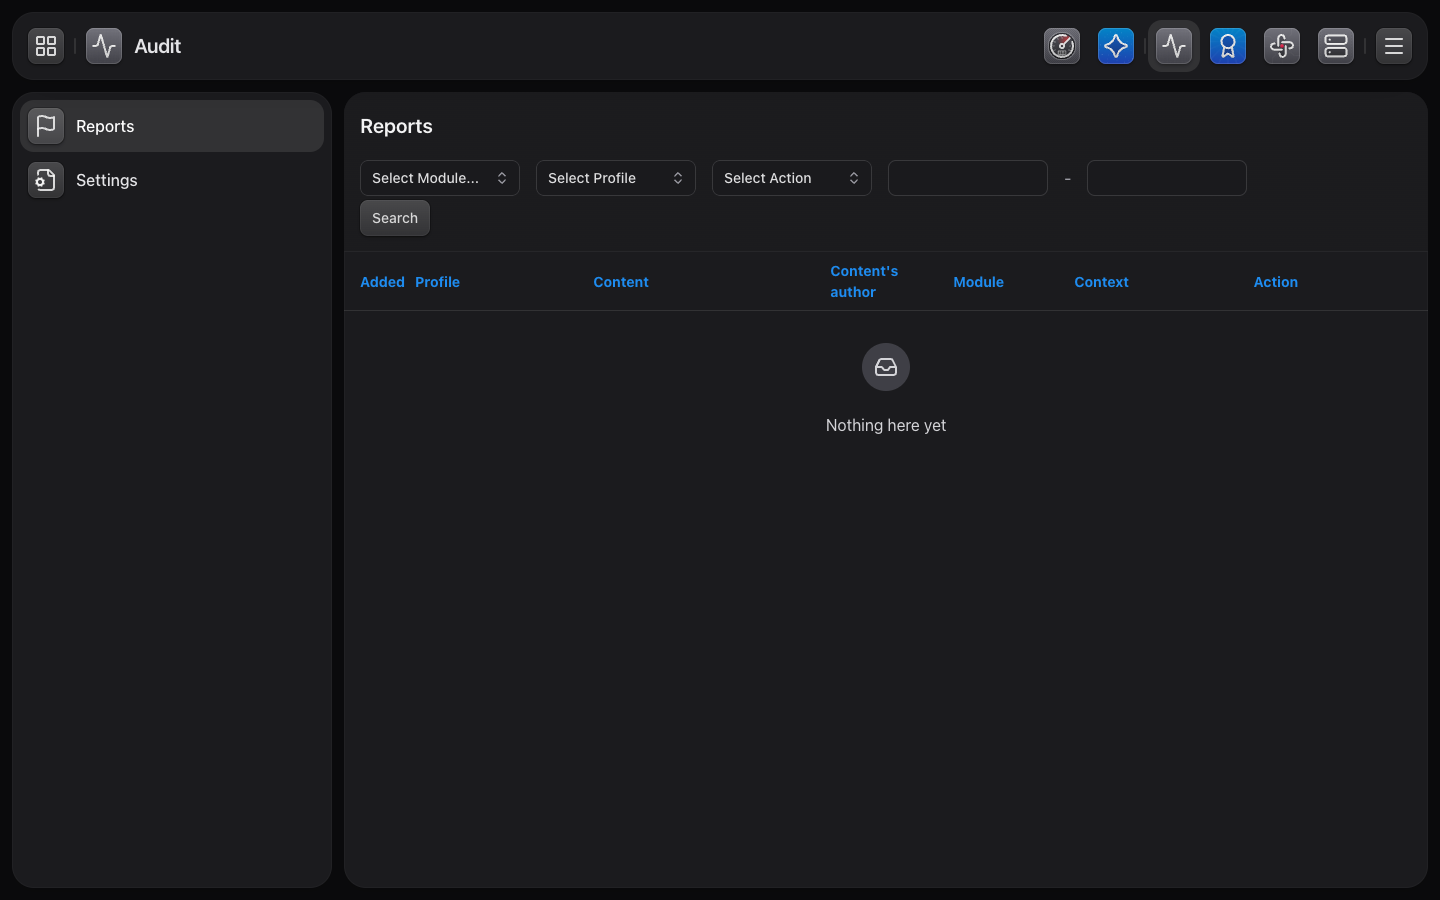 Audit
Reports
Settings
Reports
Select Module...
Select Profile
Select Action
-
Search
Added
Profile
Content
Content's
author
Module
Context
Action
Nothing here yet